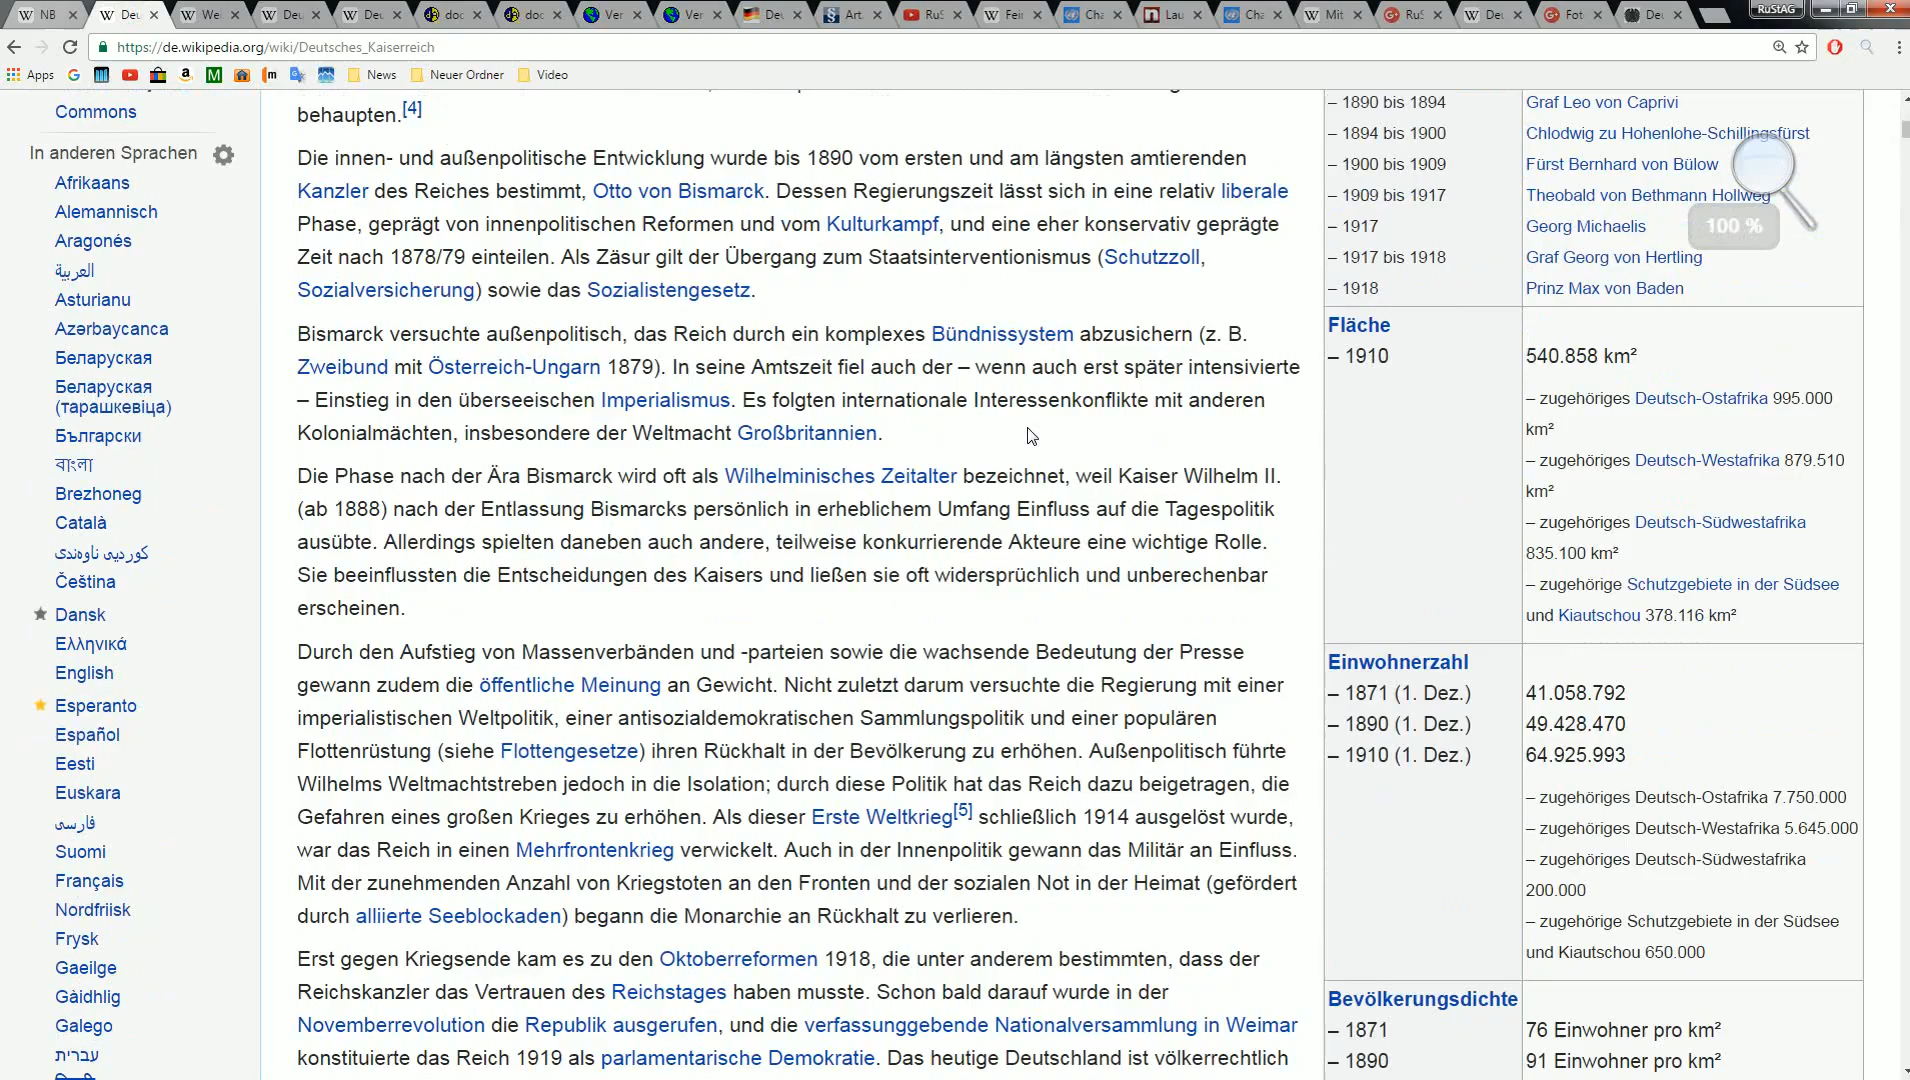 NB
Deu
Wei
Deu
Deu
doc
doc
Ver
Ver
Deu
Art.
RuS
Fein
Cha
Lau
Cha
Mit
RuS
Deu
Fot
Deu
RuStAG
https://de.wikipedia.org/wiki/Deutsches_Kaiserreich
Apps
News
Neuer Ordner
Video
Commons
In anderen Sprachen
Afrikaans
Alemannisch
Aragonés
العربية
Asturianu
Azərbaycanca
Беларуская
Беларуская
(тарашкевіца)
Български
বাংলা
Brezhoneg
Català
کوردیی ناوەندی
Čeština
Dansk
Ελληνικά
English
Esperanto
Español
Eesti
Euskara
فارسی
Suomi
Français
Nordfriisk
Frysk
Gaeilge
Gàidhlig
Galego
עברית
behaupten.[4]
Die innen- und außenpolitische Entwicklung wurde bis 1890 vom ersten und am längsten amtierenden
Kanzler des Reiches bestimmt, Otto von Bismarck. Dessen Regierungszeit lässt sich in eine relativ liberale
Phase, geprägt von innenpolitischen Reformen und vom Kulturkampf, und eine eher konservativ geprägte
Zeit nach 1878/79 einteilen. Als Zäsur gilt der Übergang zum Staatsinterventionismus (Schutzzoll,
Sozialversicherung) sowie das Sozialistengesetz.
Bismarck versuchte außenpolitisch, das Reich durch ein komplexes Bündnissystem abzusichern (z. B.
Zweibund mit Österreich-Ungarn 1879). In seine Amtszeit fiel auch der – wenn auch erst später intensivierte
– Einstieg in den überseeischen Imperialismus. Es folgten internationale Interessenkonflikte mit anderen
Kolonialmächten, insbesondere der Weltmacht Großbritannien.
Die Phase nach der Ära Bismarck wird oft als Wilhelminisches Zeitalter bezeichnet, weil Kaiser Wilhelm II.
(ab 1888) nach der Entlassung Bismarcks persönlich in erheblichem Umfang Einfluss auf die Tagespolitik
ausübte. Allerdings spielten daneben auch andere, teilweise konkurrierende Akteure eine wichtige Rolle.
Sie beeinflussten die Entscheidungen des Kaisers und ließen sie oft widersprüchlich und unberechenbar
erscheinen.
Durch den Aufstieg von Massenverbänden und -parteien sowie die wachsende Bedeutung der Presse
gewann zudem die öffentliche Meinung an Gewicht. Nicht zuletzt darum versuchte die Regierung mit einer
imperialistischen Weltpolitik, einer antisozialdemokratischen Sammlungspolitik und einer populären
Flottenrüstung (siehe Flottengesetze) ihren Rückhalt in der Bevölkerung zu erhöhen. Außenpolitisch führte
Wilhelms Weltmachtstreben jedoch in die Isolation; durch diese Politik hat das Reich dazu beigetragen, die
Gefahren eines großen Krieges zu erhöhen. Als dieser Erste Weltkrieg[5] schließlich 1914 ausgelöst wurde,
war das Reich in einen Mehrfrontenkrieg verwickelt. Auch in der Innenpolitik gewann das Militär an Einfluss.
Mit der zunehmenden Anzahl von Kriegstoten an den Fronten und der sozialen Not in der Heimat (gefördert
durch alliierte Seeblockaden) begann die Monarchie an Rückhalt zu verlieren.
Erst gegen Kriegsende kam es zu den Oktoberreformen 1918, die unter anderem bestimmten, dass der
Reichskanzler das Vertrauen des Reichstages haben musste. Schon bald darauf wurde in der
Novemberrevolution die Republik ausgerufen, und die verfassunggebende Nationalversammlung in Weimar
konstituierte das Reich 1919 als parlamentarische Demokratie. Das heutige Deutschland ist völkerrechtlich
– 1890 bis 1894 Graf Leo von Caprivi
– 1894 bis 1900 Chlodwig zu Hohenlohe-Schillingsfürst
– 1900 bis 1909 Fürst Bernhard von Bülow
– 1909 bis 1917 Theobald von Bethmann Hollweg
– 1917 Georg Michaelis
100 %
– 1917 bis 1918 Graf Georg von Hertling
– 1918 Prinz Max von Baden
Fläche
– 1910 540.858 km²
– zugehöriges Deutsch-Ostafrika 995.000
km²
– zugehöriges Deutsch-Westafrika 879.510
km²
– zugehöriges Deutsch-Südwestafrika
835.100 km²
– zugehörige Schutzgebiete in der Südsee
und Kiautschou 378.116 km²
Einwohnerzahl
– 1871 (1. Dez.) 41.058.792
– 1890 (1. Dez.) 49.428.470
– 1910 (1. Dez.) 64.925.993
– zugehöriges Deutsch-Ostafrika 7.750.000
– zugehöriges Deutsch-Westafrika 5.645.000
– zugehöriges Deutsch-Südwestafrika
200.000
– zugehörige Schutzgebiete in der Südsee
und Kiautschou 650.000
Bevölkerungsdichte
– 1871 76 Einwohner pro km²
– 1890 91 Einwohner pro km²